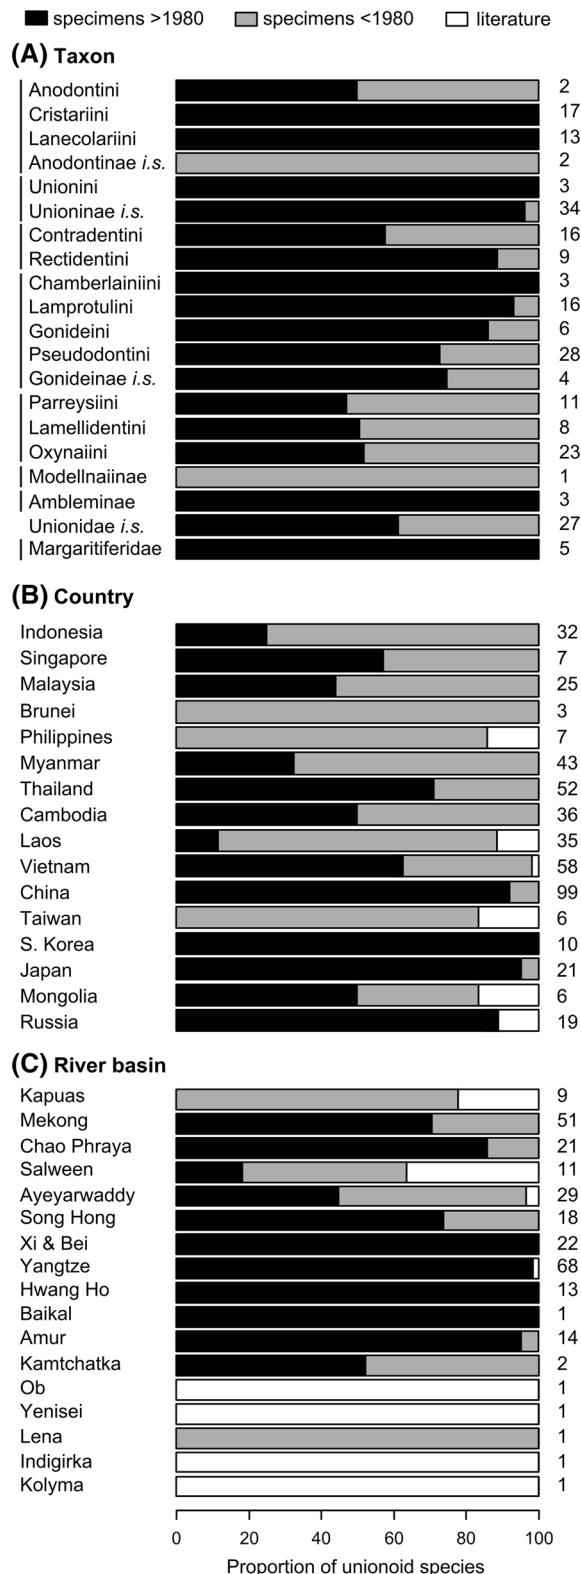 specimens >1980 specimens <1980 literature
(A) Taxon
Anodontini 2
Cristariini 17
Lanecolariini 13
Anodontinae i.s. 2
Unionini 3
Unioninae i.s. 34
Contradentini 16
Rectidentini 9
Chamberlainiini 3
Lamprotulini 16
Gonideini 6
Pseudodontini 28
Gonideinae i.s. 4
Parreysiini 11
Lamellidentini 8
Oxynaiini 23
Modellnaiinae 1
Ambleminae 3
Unionidae i.s. 27
Margaritiferidae 5
(B) Country
Indonesia 32
Singapore 7
Malaysia 25
Brunei 3
Philippines 7
Myanmar 43
Thailand 52
Cambodia 36
Laos 35
Vietnam 58
China 99
Taiwan 6
S. Korea 10
Japan 21
Mongolia 6
Russia 19
(C) River basin
Kapuas 9
Mekong 51
Chao Phraya 21
Salween 11
Ayeyarwaddy 29
Song Hong 18
Xi & Bei 22
Yangtze 68
Hwang Ho 13
Baikal 1
Amur 14
Kamtchatka 2
Ob 1
Yenisei 1
Lena 1
Indigirka 1
Kolyma 1
0 20 40 60 80 100
Proportion of unionoid species